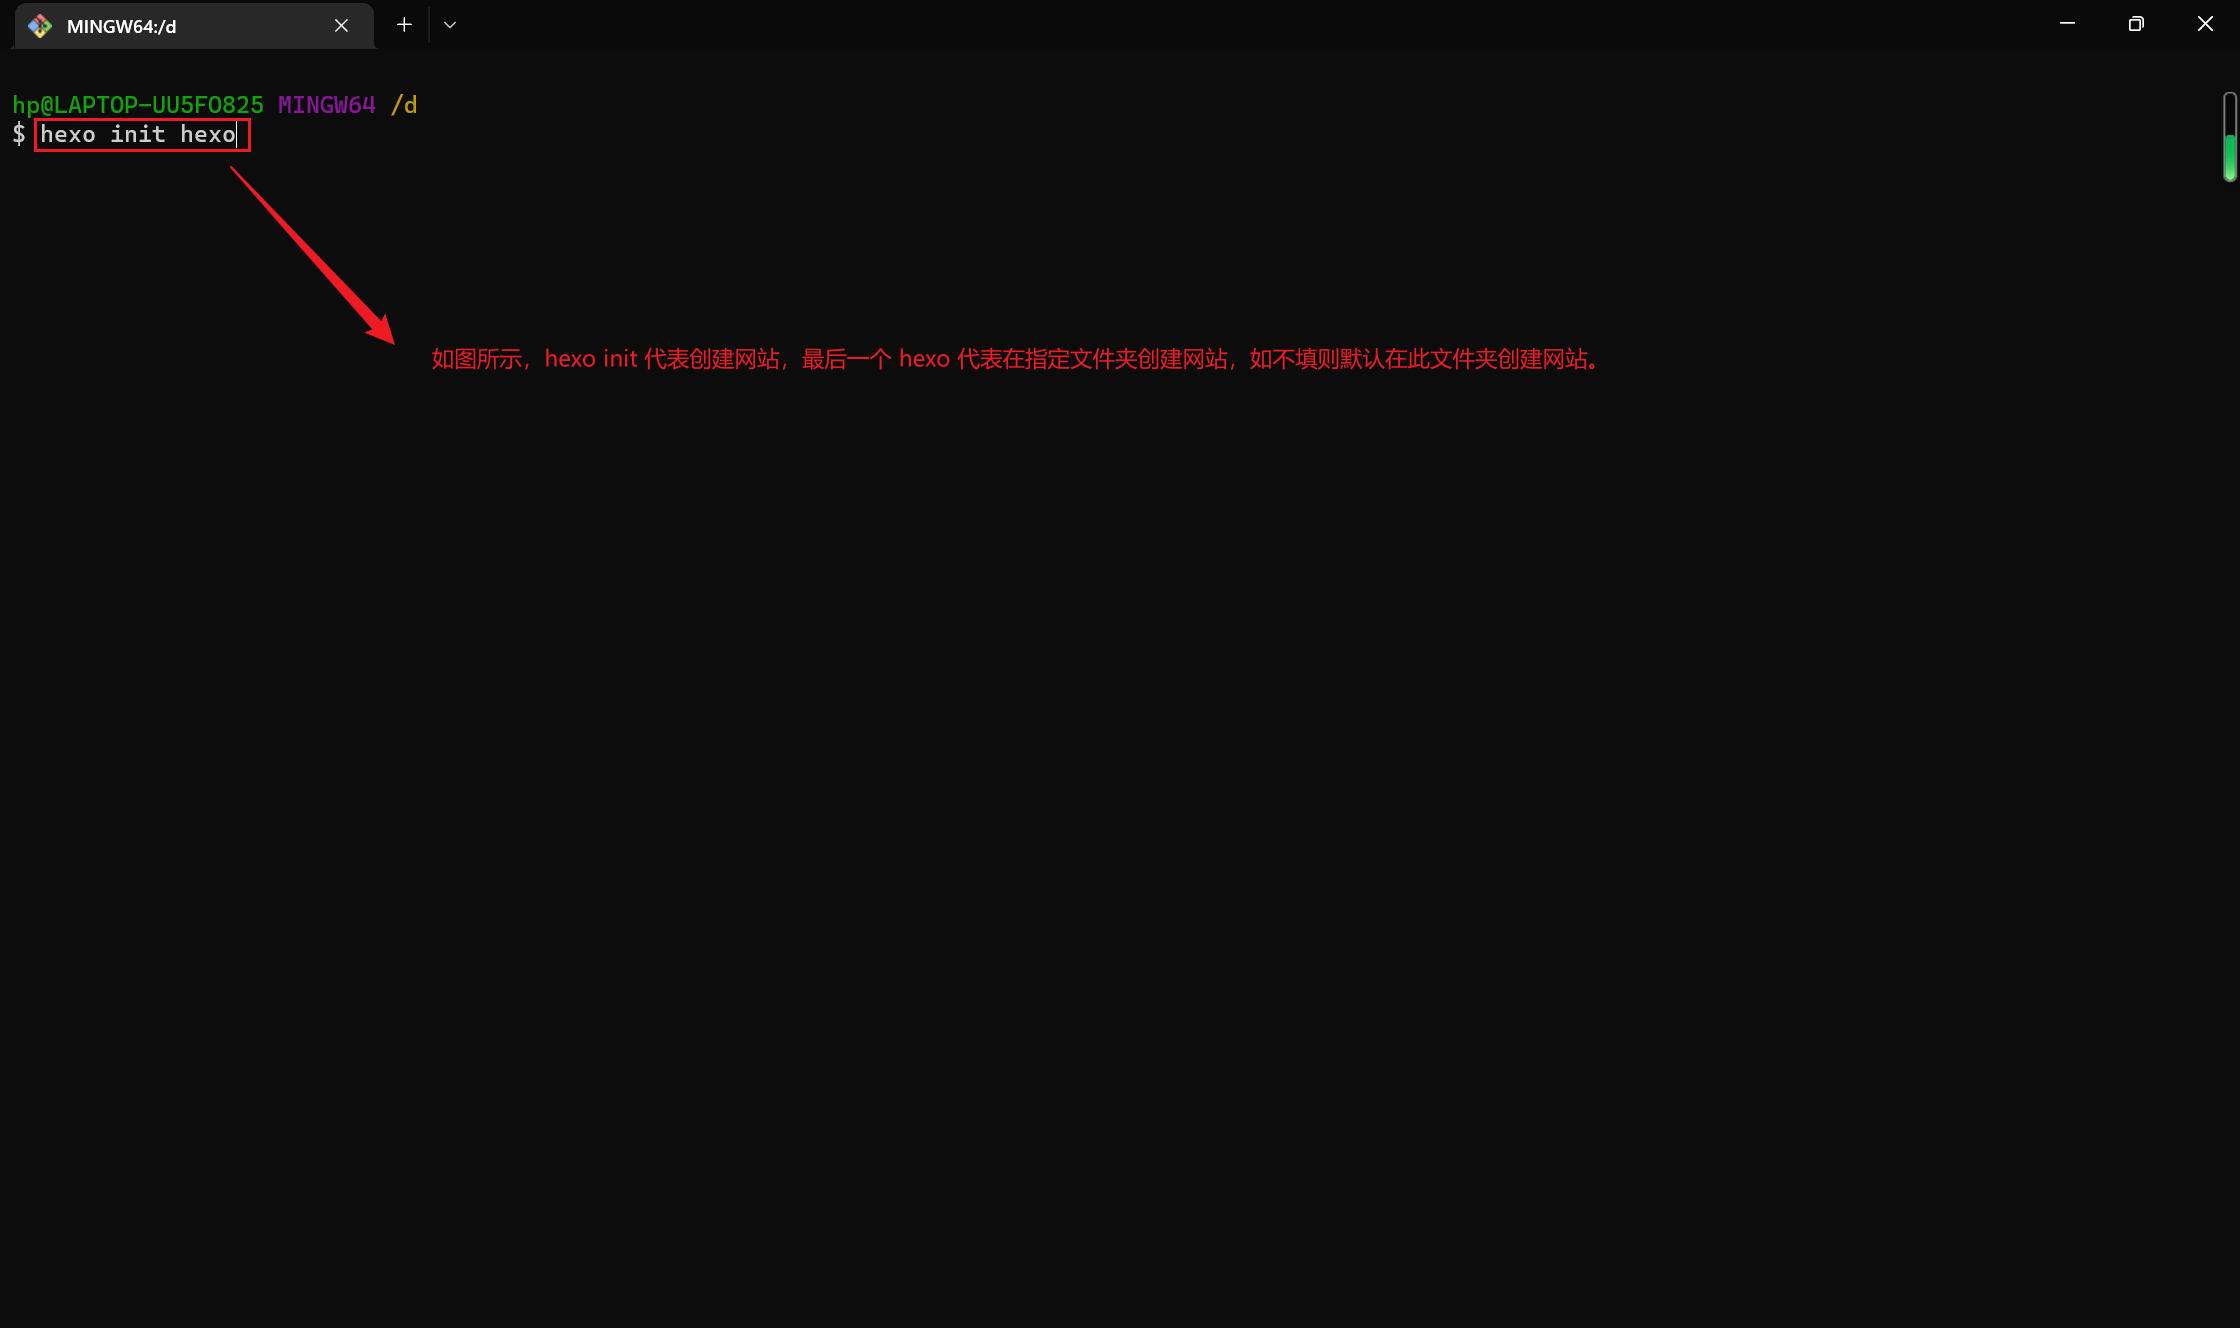 MINGW64:/d
hp@LAPTOP-UU5FO825 MINGW64 /d
$ hexo init hexo
如图所示，hexo init 代表创建网站，最后一个 hexo 代表在指定文件夹创建网站，如不填则默认在此文件夹创建网站。